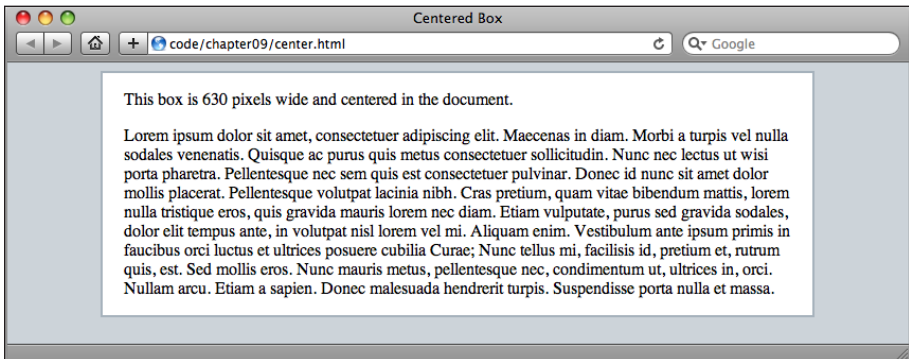 Centered Box
code/chapter09/center.html
Google
This box is 630 pixels wide and centered in the document.
Lorem ipsum dolor sit amet, consectetuer adipiscing elit. Maecenas in diam. Morbi a turpis vel nulla
sodales venenatis. Quisque ac purus quis metus consectetuer sollicitudin. Nunc nec lectus ut wisi
porta pharetra. Pellentesque nec sem quis est consectetuer pulvinar. Donec id nunc sit amet dolor
mollis placerat. Pellentesque volutpat lacinia nibh. Cras pretium, quam vitae bibendum mattis, lorem
nulla tristique eros, quis gravida mauris lorem nec diam. Etiam vulputate, purus sed gravida sodales,
dolor elit tempus ante, in volutpat nisl lorem vel mi. Aliquam enim. Vestibulum ante ipsum primis in
faucibus orci luctus et ultrices posuere cubilia Curae; Nunc tellus mi, facilisis id, pretium et, rutrum
quis, est. Sed mollis eros. Nunc mauris metus, pellentesque nec, condimentum ut, ultrices in, orci.
Nullam arcu. Etiam a sapien. Donec malesuada hendrerit turpis. Suspendisse porta nulla et massa.